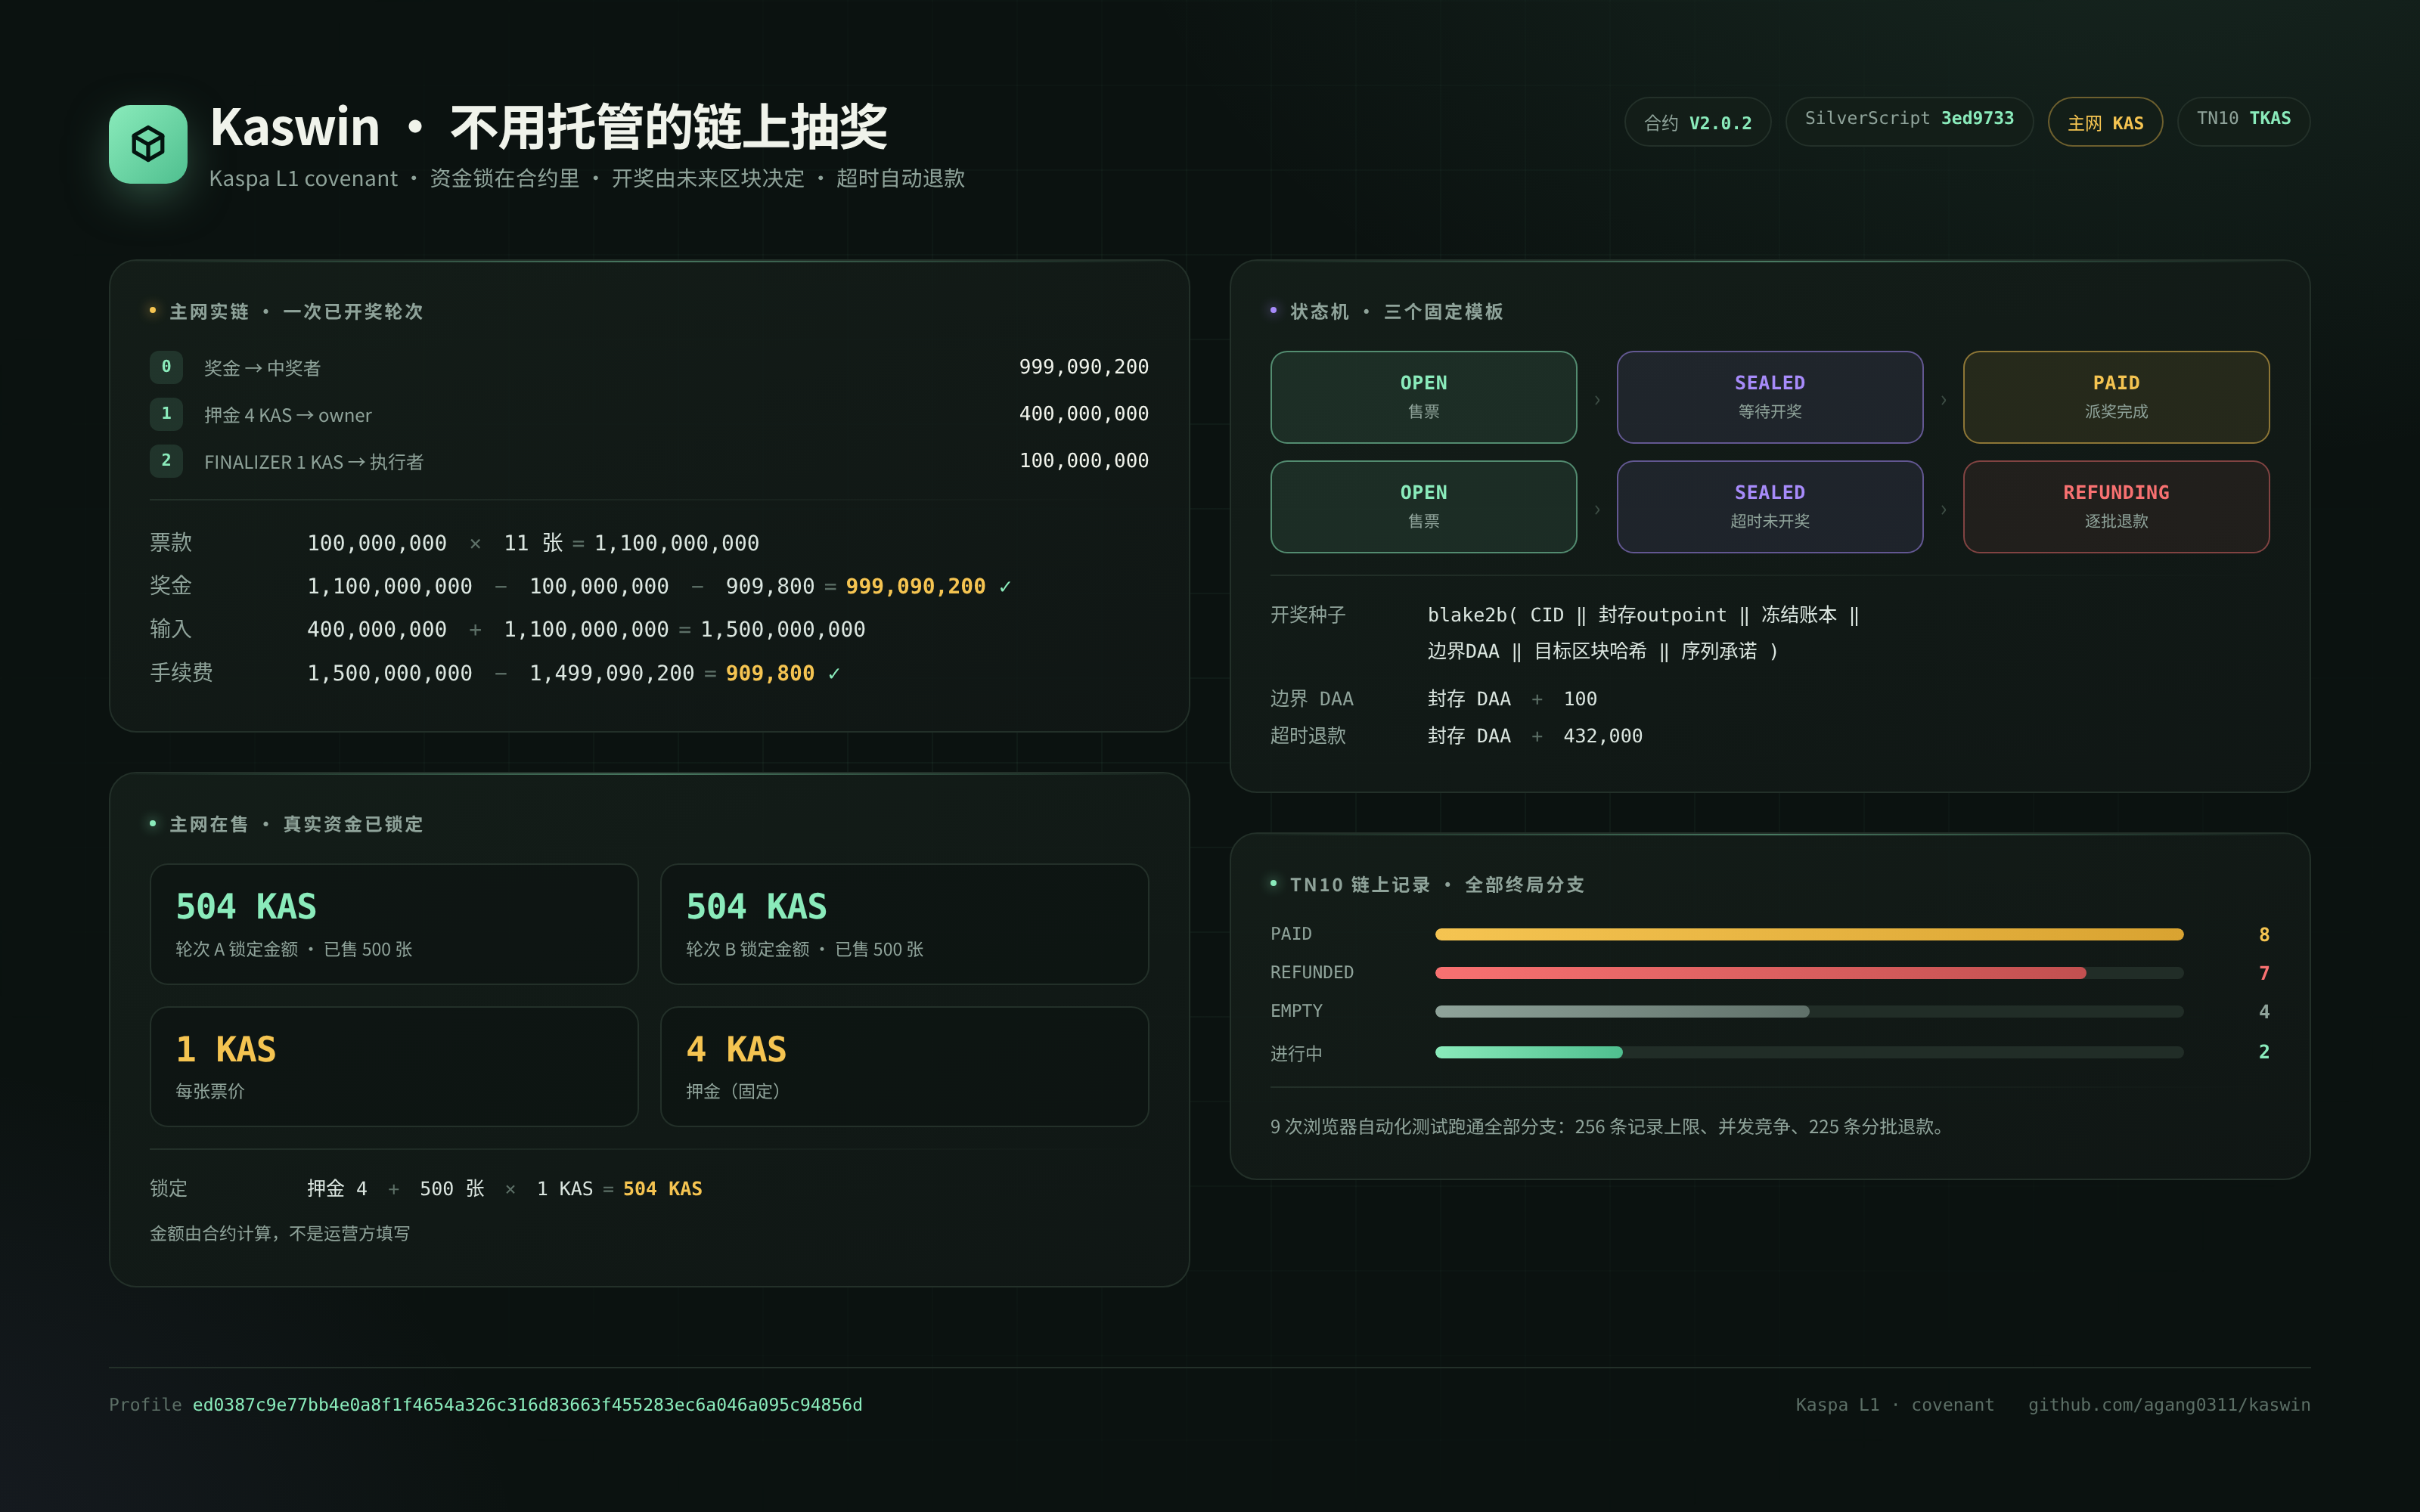 Kaswin • 不用托管的链上抽奖
Kaspa L1 covenant • 资金锁在合约里 • 开奖由未来区块决定 • 超时自动退款
合约 V2.0.2
SilverScript 3ed9733
主网 KAS
TN10 TKAS
主网实链 • 一次已开奖轮次
0 奖金→中奖者 999,090,200
1 押金 4 KAS→owner 400,000,000
2 FINALIZER 1 KAS→执行者 100,000,000
票款 100,000,000 × 11 张 = 1,100,000,000
奖金 1,100,000,000 − 100,000,000 − 909,800 = 999,090,200 ✓
输入 400,000,000 + 1,100,000,000 = 1,500,000,000
手续费 1,500,000,000 − 1,499,090,200 = 909,800 ✓
主网在售 • 真实资金已锁定
504 KAS
轮次 A 锁定金额 • 已售 500 张
504 KAS
轮次 B 锁定金额 • 已售 500 张
1 KAS
每张票价
4 KAS
押金（固定）
锁定 押金 4 + 500 张 × 1 KAS = 504 KAS
金额由合约计算，不是运营方填写
状态机 • 三个固定模板
OPEN
售票
›
SEALED
等待开奖
›
PAID
派奖完成
OPEN
售票
›
SEALED
超时未开奖
›
REFUNDING
逐批退款
开奖种子 blake2b( CID ‖ 封存outpoint ‖ 冻结账本 ‖
边界DAA ‖ 目标区块哈希 ‖ 序列承诺 )
边界 DAA 封存 DAA + 100
超时退款 封存 DAA + 432,000
TN10 链上记录 • 全部终局分支
PAID 8
REFUNDED 7
EMPTY 4
进行中 2
9 次浏览器自动化测试跑通全部分支：256 条记录上限、并发竞争、225 条分批退款。
Profile ed0387c9e77bb4e0a8f1f4654a326c316d83663f455283ec6a046a095c94856d
Kaspa L1 · covenant github.com/agang0311/kaswin